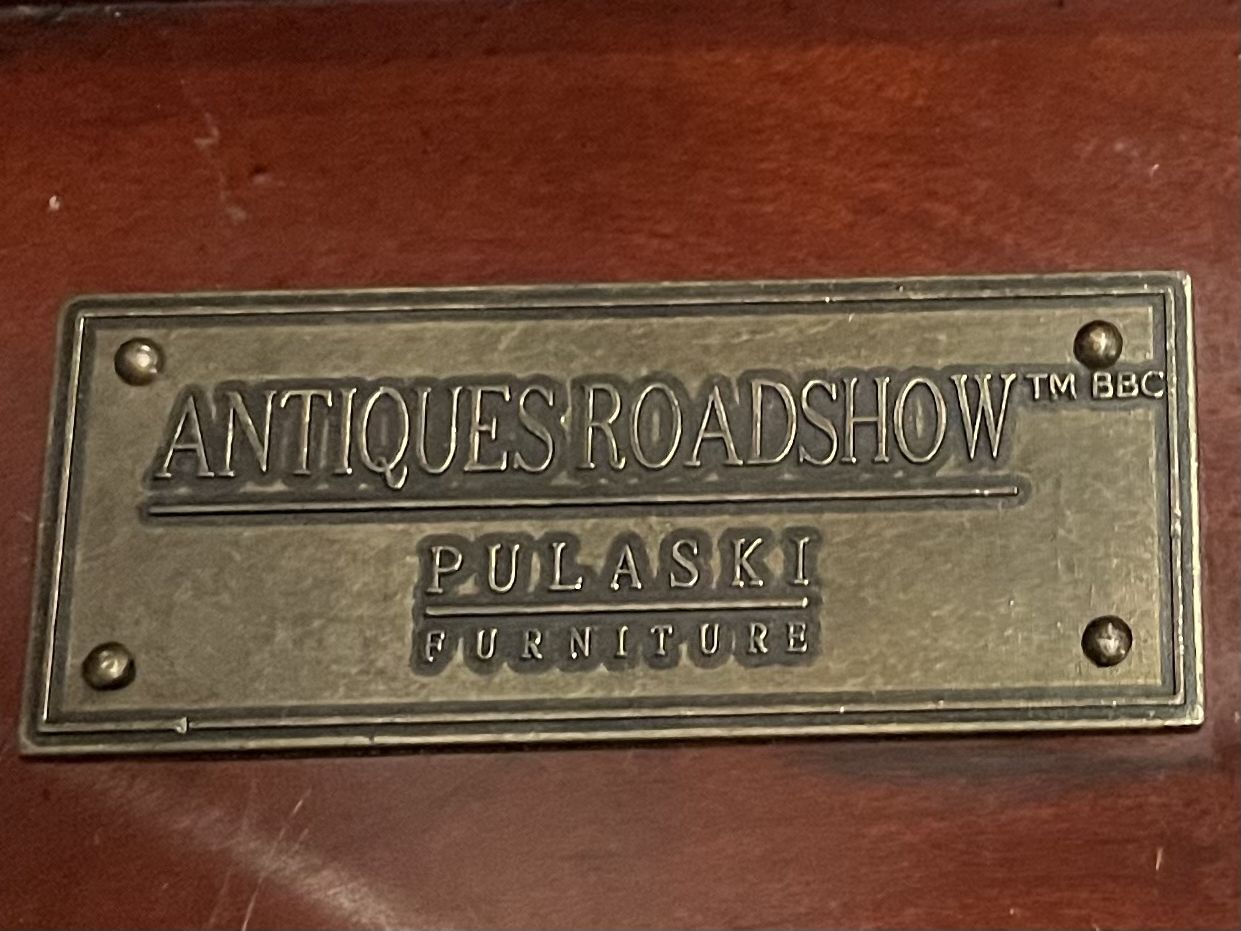 ANTIQUES ROADSHOW™ BBC
PULASKI
FURNITURE